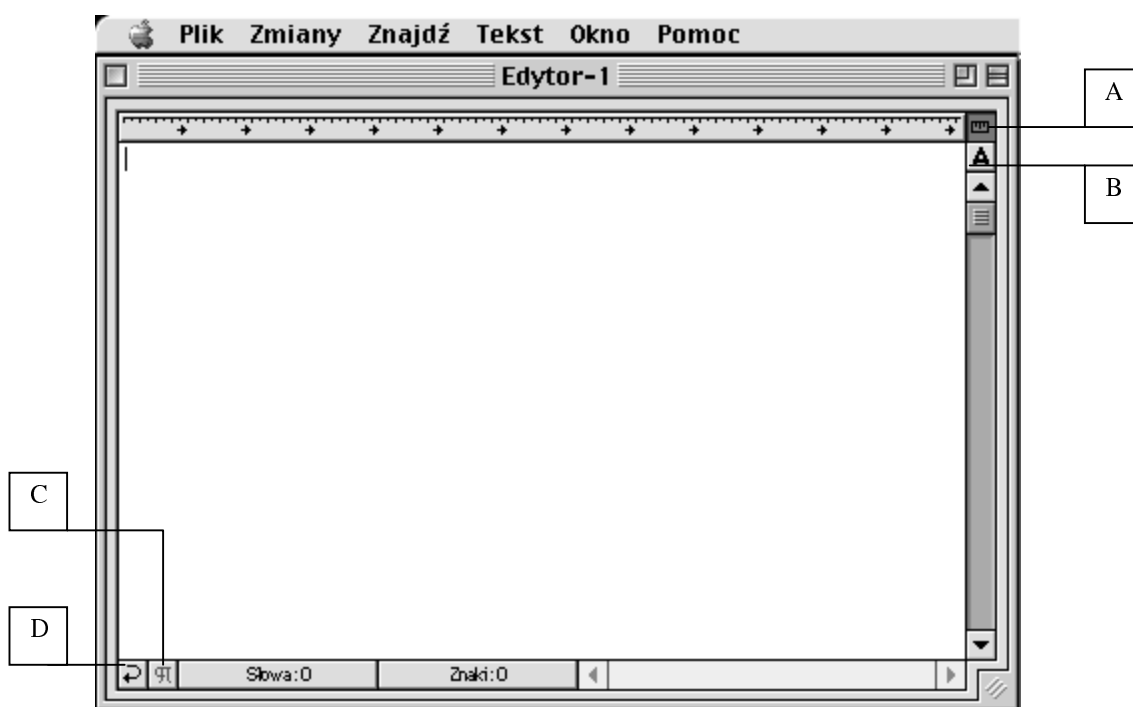 Plik Zmiany Znajdź Tekst Okno Pomoc
Edytor-1
A
A
B
C
D
¶ Słowa:0 Znaki:0